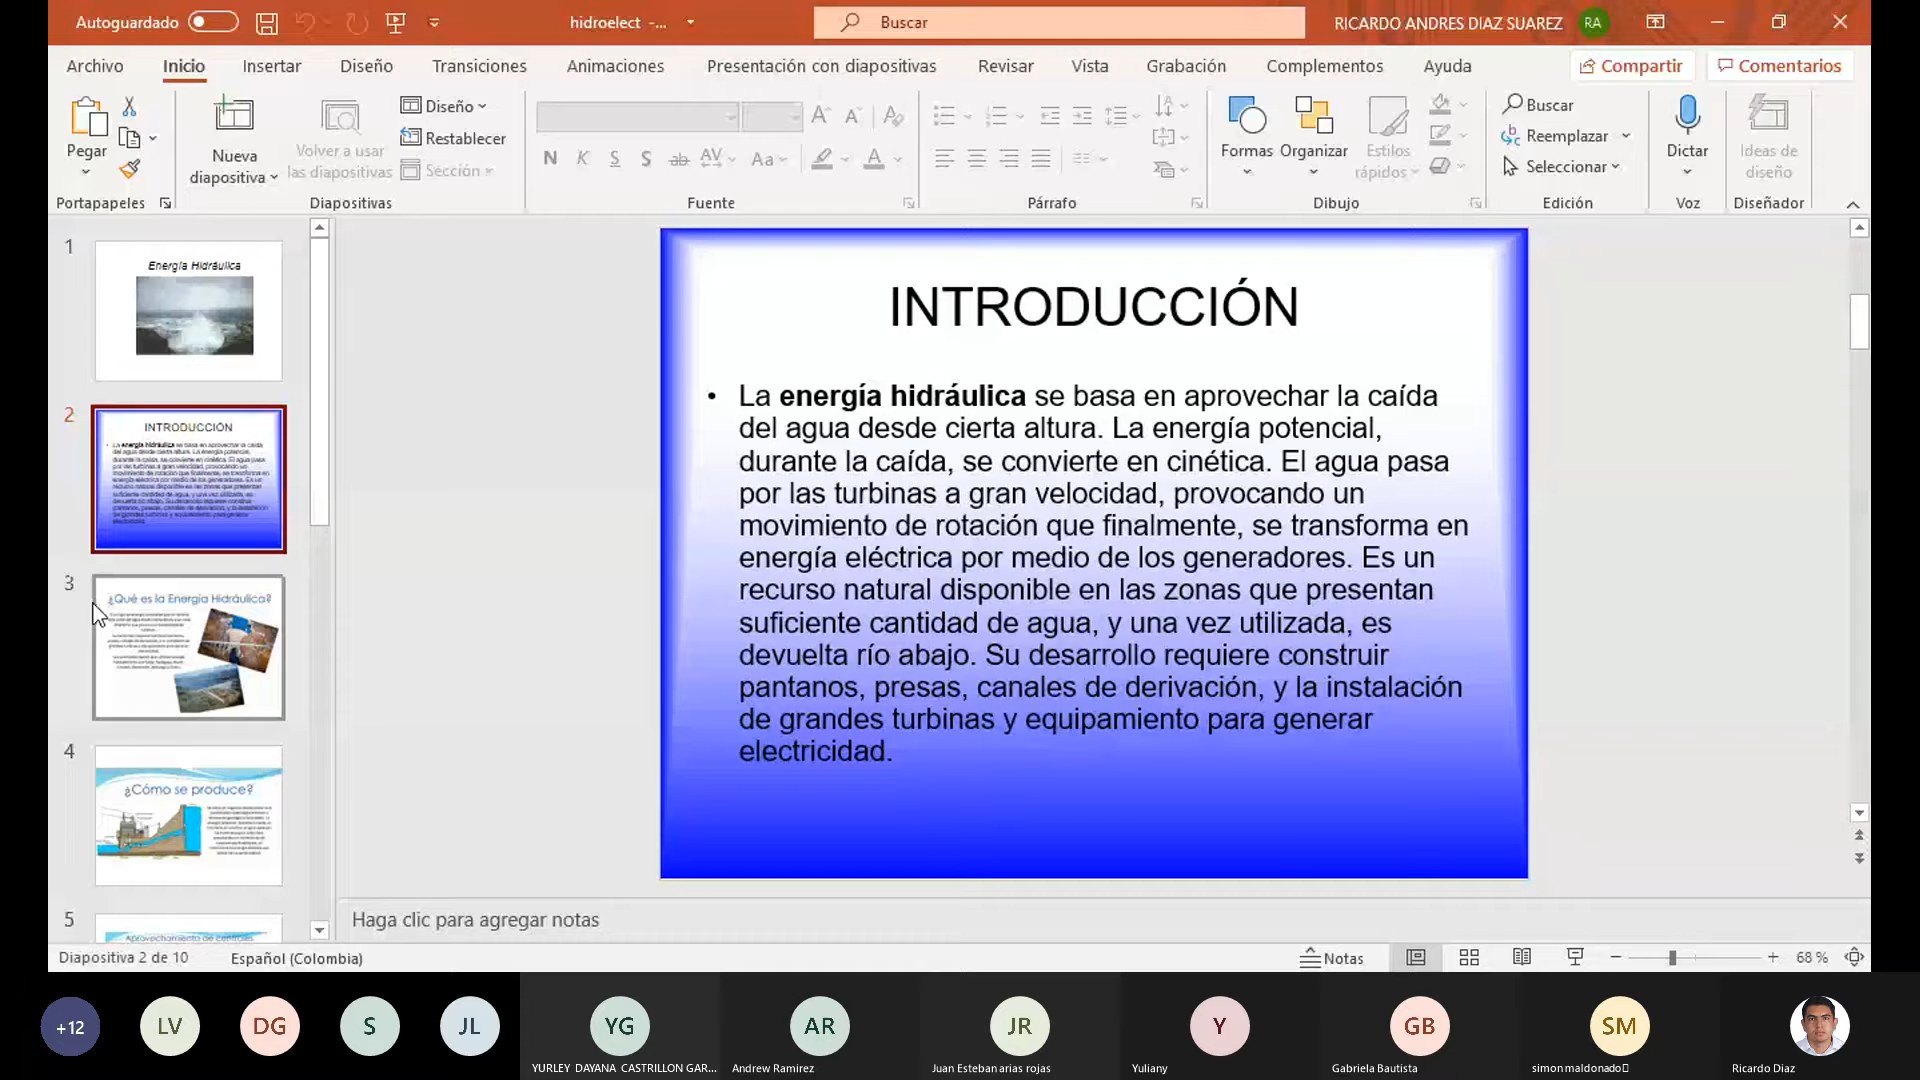 Autoguardado
hidroelect -...
Buscar
RICARDO ANDRES DIAZ SUAREZ
RA
Archivo
Inicio
Insertar
Diseño
Transiciones
Animaciones
Presentación con diapositivas
Revisar
Vista
Grabación
Complementos
Ayuda
Compartir
Comentarios
Pegar
Nueva
diapositiva
Volver a usar
las diapositivas
Diseño
Restablecer
Sección
N K S S ab AV Aa A
Formas
Organizar
Estilos
rápidos
Buscar
Reemplazar
Seleccionar
Dictar
Ideas de
diseño
Portapapeles
Diapositivas
Fuente
Párrafo
Dibujo
Edición
Voz
Diseñador
1
Energía Hidráulica
2
INTRODUCCIÓN
3
¿Qué es la Energía Hidráulica?
4
¿Cómo se produce?
5
Aprovechamiento de centrales
INTRODUCCIÓN
• La energía hidráulica se basa en aprovechar la caída
del agua desde cierta altura. La energía potencial,
durante la caída, se convierte en cinética. El agua pasa
por las turbinas a gran velocidad, provocando un
movimiento de rotación que finalmente, se transforma en
energía eléctrica por medio de los generadores. Es un
recurso natural disponible en las zonas que presentan
suficiente cantidad de agua, y una vez utilizada, es
devuelta río abajo. Su desarrollo requiere construir
pantanos, presas, canales de derivación, y la instalación
de grandes turbinas y equipamiento para generar
electricidad.
Haga clic para agregar notas
Diapositiva 2 de 10
Español (Colombia)
Notas
68 %
+12
LV
DG
S
JL
YG
AR
JR
Y
GB
SM
YURLEY DAYANA CASTRILLON GAR...
Andrew Ramirez
Juan Esteban arias rojas
Yuliany
Gabriela Bautista
simon maldonado
Ricardo Diaz